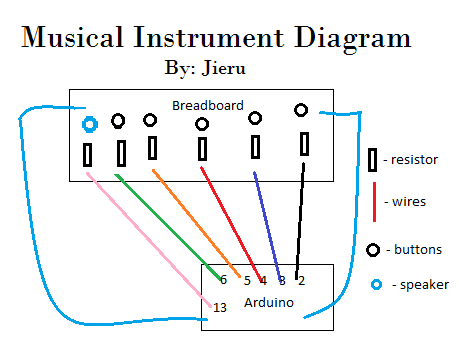 Musical Instrument Diagram
By: Jieru
Breadboard
- resistor
- wires
- buttons
- speaker
6 5 4 3 2
13 Arduino